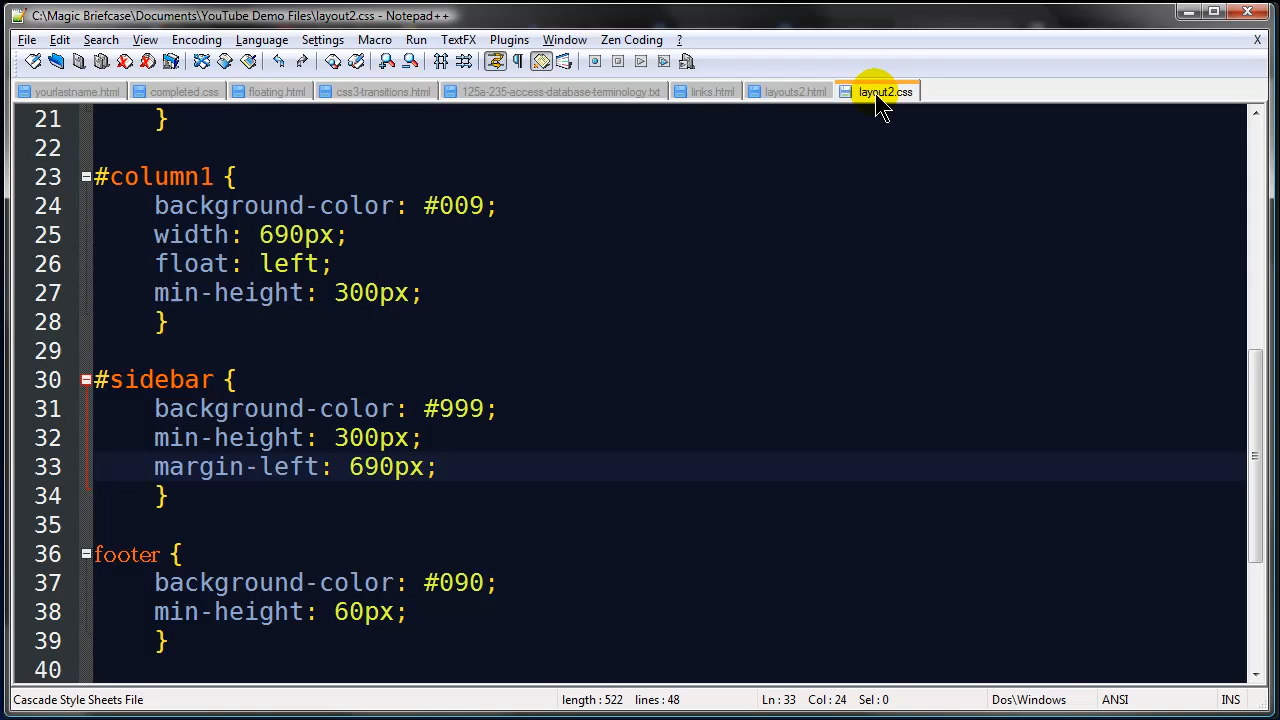 C:\Magic Briefcase\Documents\YouTube Demo Files\layout2.css - Notepad++
File Edit Search View Encoding Language Settings Macro Run TextFX Plugins Window Zen Coding ? X
yourlastname.html completed.css floating.html css3-transitions.html 125a-235-access-database-terminology.txt links.html layouts2.html layout2.css
21 }
22
23 #column1 {
24 background-color: #009;
25 width: 690px;
26 float: left;
27 min-height: 300px;
28 }
29
30 #sidebar {
31 background-color: #999;
32 min-height: 300px;
33 margin-left: 690px;
34 }
35
36 footer {
37 background-color: #090;
38 min-height: 60px;
39 }
40
Cascade Style Sheets File length : 522 lines : 48 Ln : 33 Col : 24 Sel : 0 Dos\Windows ANSI INS